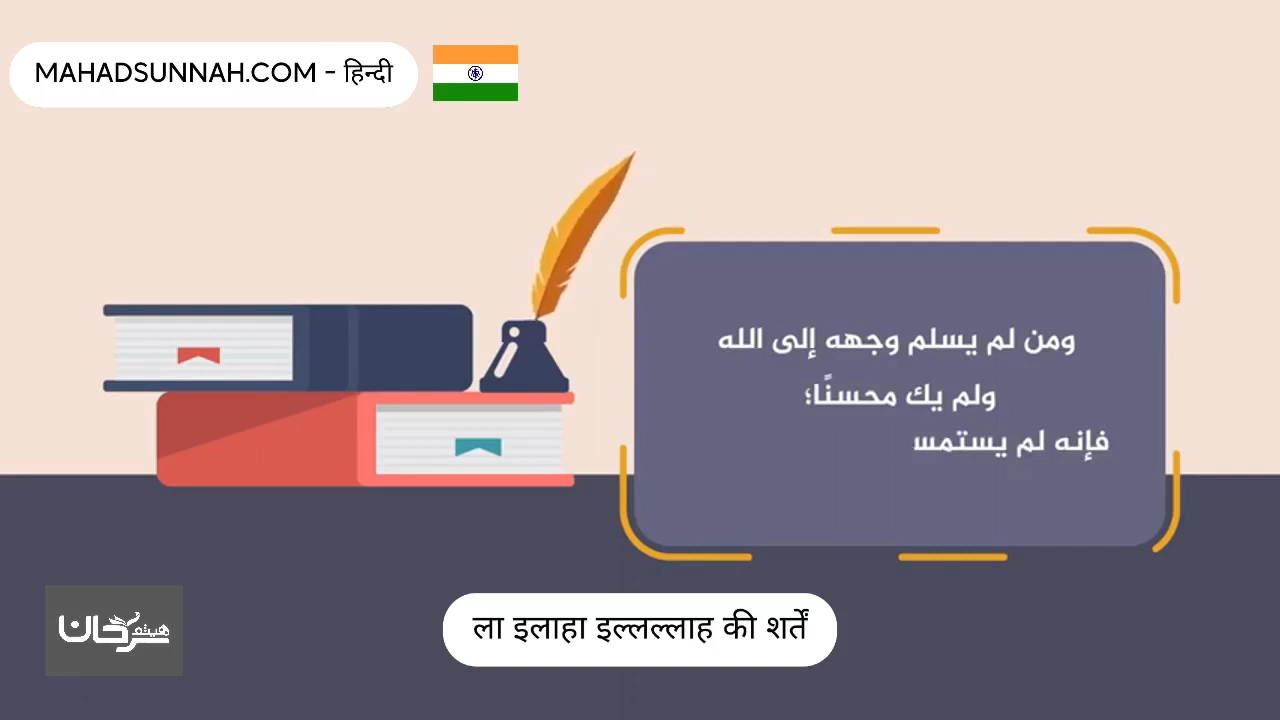 MAHADSUNNAH.COM - हिन्दी
ومن لم يسلم وجهه إلى الله
ولم يك محسنًا؛
فإنه لم يستمس
ला इलाहा इल्लल्लाह की शर्तें